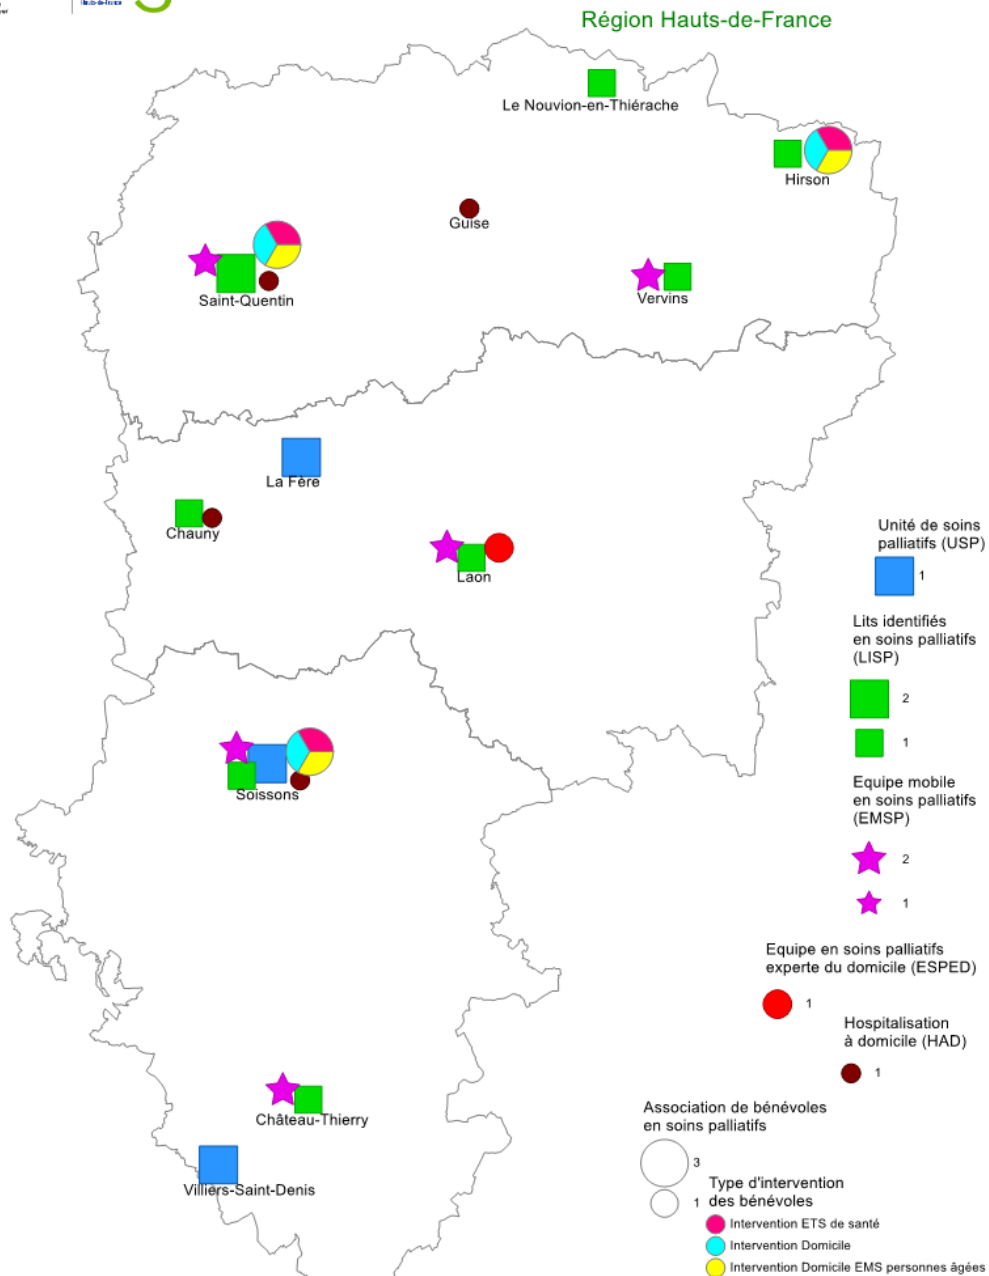 Hauts-de-France
Région Hauts-de-France
Le Nouvion-en-Thiérache
Hirson
Guise
Saint-Quentin
Vervins
La Fère
Chauny
Laon
Soissons
Château-Thierry
Villiers-Saint-Denis
Unité de soins
palliatifs (USP)
1
Lits identifiés
en soins palliatifs
(LISP)
2
1
Equipe mobile
en soins palliatifs
(EMSP)
2
1
Equipe en soins palliatifs
experte du domicile (ESPED)
1
Hospitalisation
à domicile (HAD)
1
Association de bénévoles
en soins palliatifs
3
1
Type d'intervention
des bénévoles
Intervention ETS de santé
Intervention Domicile
Intervention Domicile EMS personnes âgées